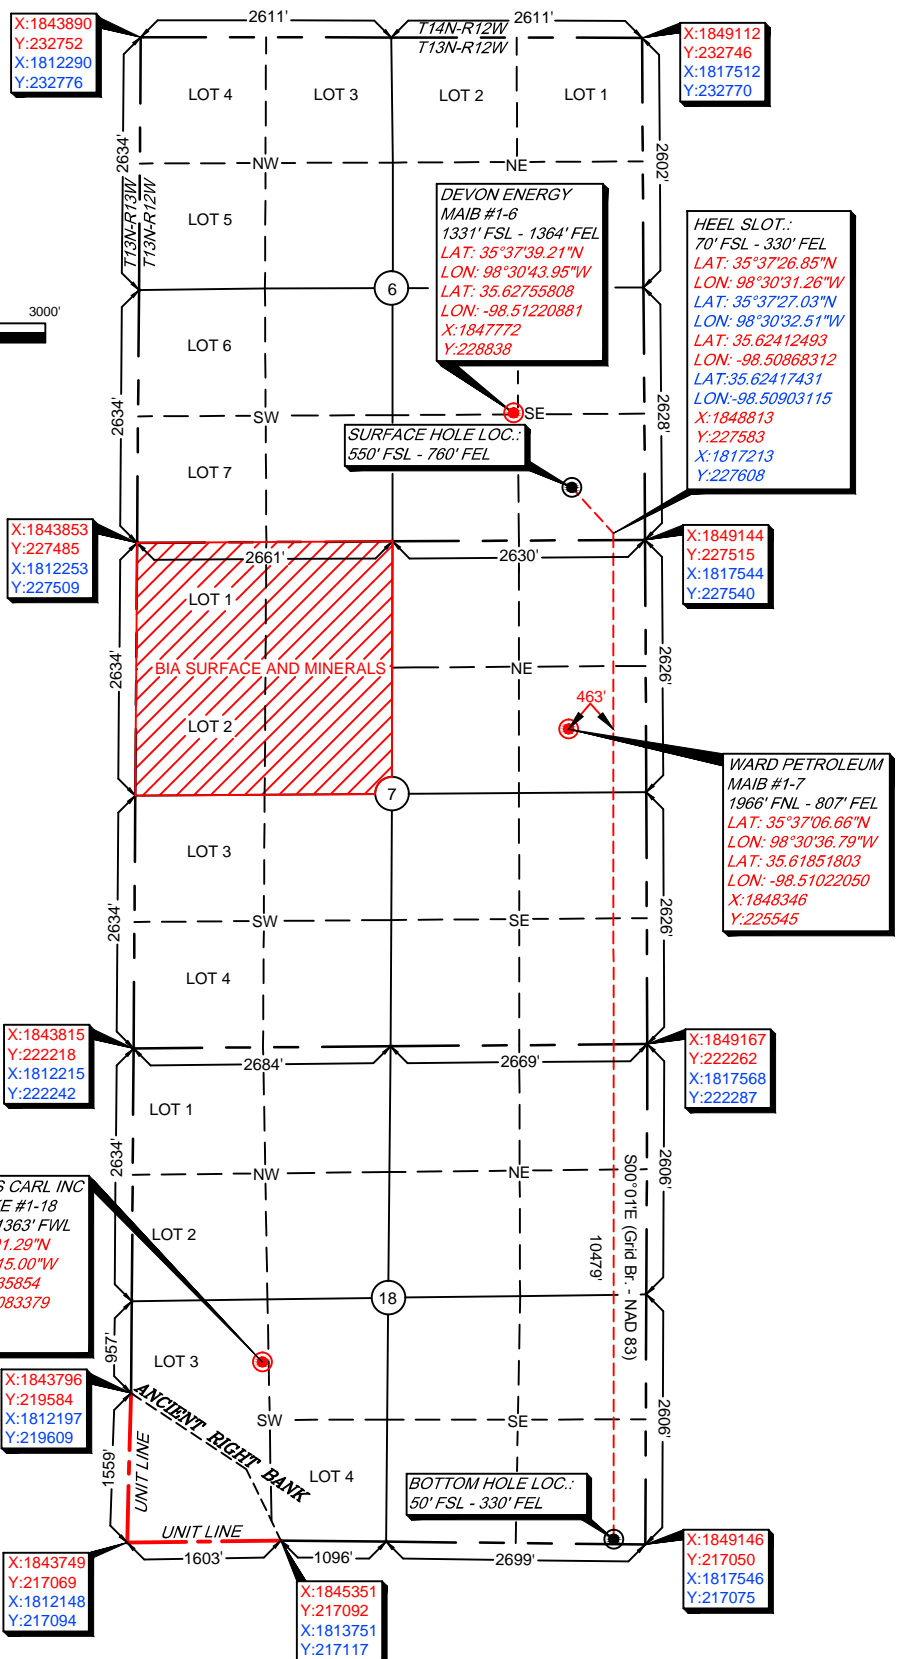 X:1843890
Y:232752
X:1812290
Y:232776
2611'
2611'
T14N-R12W
T13N-R12W
X:1849112
Y:232746
X:1817512
Y:232770
LOT 4
LOT 3
LOT 2
LOT 1
2634'
NW
NE
2602'
T13N-R13W
T13N-R12W
LOT 5
DEVON ENERGY
MAIB #1-6
1331' FSL - 1364' FEL
LAT: 35°37'39.21"N
LON: 98°30'43.95"W
LAT: 35.62755808
LON: -98.51220881
X:1847772
Y:228838
HEEL SLOT.:
70' FSL - 330' FEL
LAT: 35°37'26.85"N
LON: 98°30'31.26"W
LAT: 35°37'27.03"N
LON: 98°30'32.51"W
LAT: 35.62412493
LON: -98.50868312
LAT:35.62417431
LON:-98.50903115
X:1848813
Y:227583
X:1817213
Y:227608
6
3000'
LOT 6
2634'
SW
SE
2628'
SURFACE HOLE LOC.:
550' FSL - 760' FEL
LOT 7
X:1843853
Y:227485
X:1812253
Y:227509
2661'
2630'
X:1849144
Y:227515
X:1817544
Y:227540
LOT 1
BIA SURFACE AND MINERALS
NE
2634'
2626'
463'
LOT 2
WARD PETROLEUM
MAIB #1-7
1966' FNL - 807' FEL
LAT: 35°37'06.66"N
LON: 98°30'36.79"W
LAT: 35.61851803
LON: -98.51022050
X:1848346
Y:225545
7
LOT 3
2634'
SW
SE
2626'
LOT 4
X:1843815
Y:222218
X:1812215
Y:222242
2684'
2669'
X:1849167
Y:222262
X:1817568
Y:222287
LOT 1
2634'
NW
NE
2606'
S00°01'E (Grid Br. - NAD 83)
10479'
S CARL INC
E #1-18
1363' FWL
1.29"N
15.00"W
35854
083379
LOT 2
18
957'
LOT 3
X:1843796
Y:219584
X:1812197
Y:219609
ANCIENT RIGHT BANK
SW
SE
2606'
1559'
UNIT LINE
LOT 4
BOTTOM HOLE LOC.:
50' FSL - 330' FEL
UNIT LINE
1603'
1096'
2699'
X:1843749
Y:217069
X:1812148
Y:217094
X:1845351
Y:217092
X:1813751
Y:217117
X:1849146
Y:217050
X:1817546
Y:217075